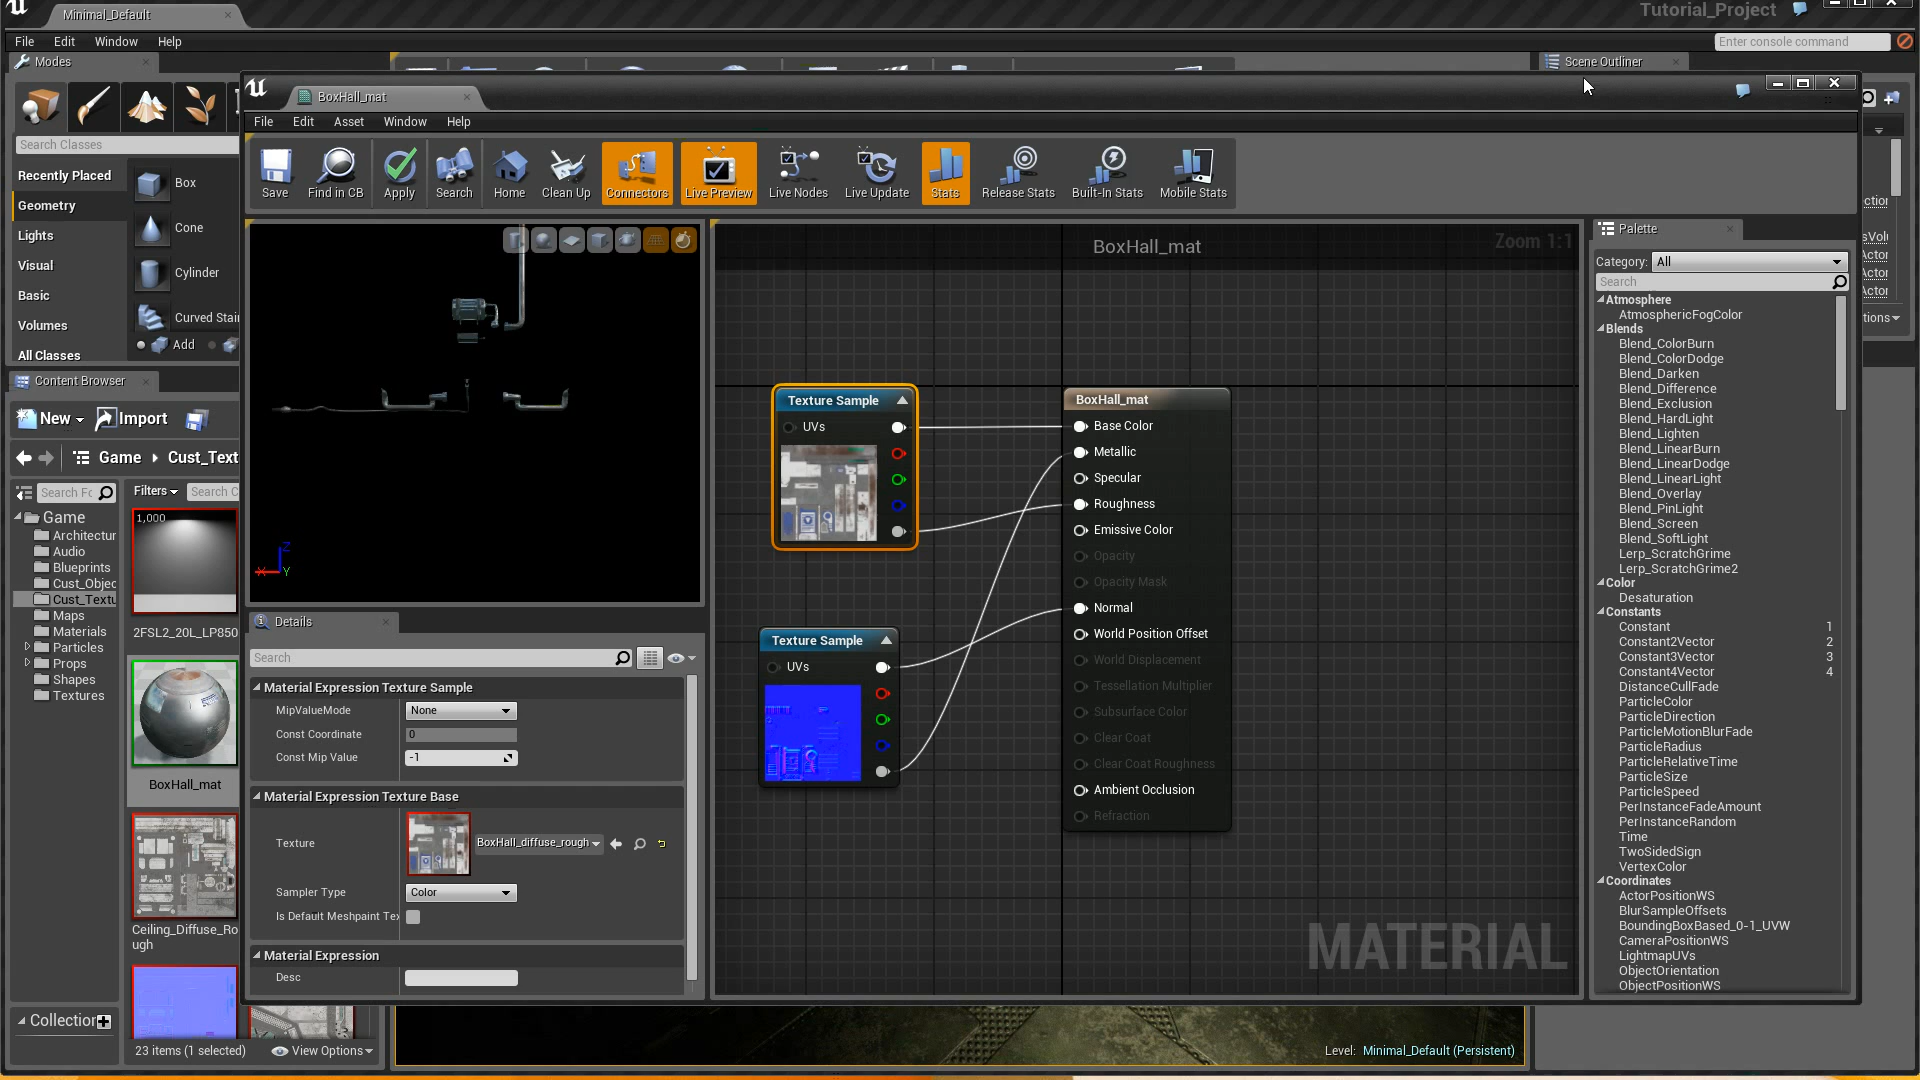 Minimal_Default
Tutorial_Project
File Edit Window Help
Enter console command
Modes
Scene Outliner
BoxHall_mat
File Edit Asset Window Help
Search Classes
Save Find in CB Apply Search Home Clean Up Connectors Live Preview Live Nodes Live Update Stats Release Stats Built-In Stats Mobile Stats
Recently Placed
Geometry
Lights
Visual
Basic
Volumes
All Classes
Box
Cone
Cylinder
Curved Stai
Add
BoxHall_mat
Zoom 1:1
Palette
Category: All
Search
Atmosphere
AtmosphericFogColor
Blends
Blend_ColorBurn
Blend_ColorDodge
Blend_Darken
Blend_Difference
Blend_Exclusion
Blend_HardLight
Blend_Lighten
Blend_LinearBurn
Blend_LinearDodge
Blend_LinearLight
Blend_Overlay
Blend_PinLight
Blend_Screen
Blend_SoftLight
Lerp_ScratchGrime
Lerp_ScratchGrime2
Color
Desaturation
Constants
Constant 1
Constant2Vector 2
Constant3Vector 3
Constant4Vector 4
DistanceCullFade
ParticleColor
ParticleDirection
ParticleMotionBlurFade
ParticleRadius
ParticleRelativeTime
ParticleSize
ParticleSpeed
PerInstanceFadeAmount
PerInstanceRandom
Time
TwoSidedSign
VertexColor
Coordinates
ActorPositionWS
BlurSampleOffsets
BoundingBoxBased_0-1_UVW
CameraPositionWS
LightmapUVs
ObjectOrientation
ObjectPositionWS
ction
sVolu
Actor
Actor
Actor
tions
Content Browser
New Import
Game Cust_Text
Search Fo
Filters Search C
Game
Architectur
Audio
Blueprints
Cust_Objec
Cust_Textu
Maps
Materials
Particles
Props
Shapes
Textures
1,000
2FSL2_20L_LP850
BoxHall_mat
Ceiling_Diffuse_Ro
ugh
Collection
23 items (1 selected) View Options
Z
X Y
Details
Search
Material Expression Texture Sample
MipValueMode None
Const Coordinate 0
Const Mip Value -1
Material Expression Texture Base
Texture BoxHall_diffuse_rough
Sampler Type Color
Is Default Meshpaint Tex
Material Expression
Desc
Texture Sample
UVs
Texture Sample
UVs
BoxHall_mat
Base Color
Metallic
Specular
Roughness
Emissive Color
Opacity
Opacity Mask
Normal
World Position Offset
World Displacement
Tessellation Multiplier
Subsurface Color
Clear Coat
Clear Coat Roughness
Ambient Occlusion
Refraction
MATERIAL
Level: Minimal_Default (Persistent)